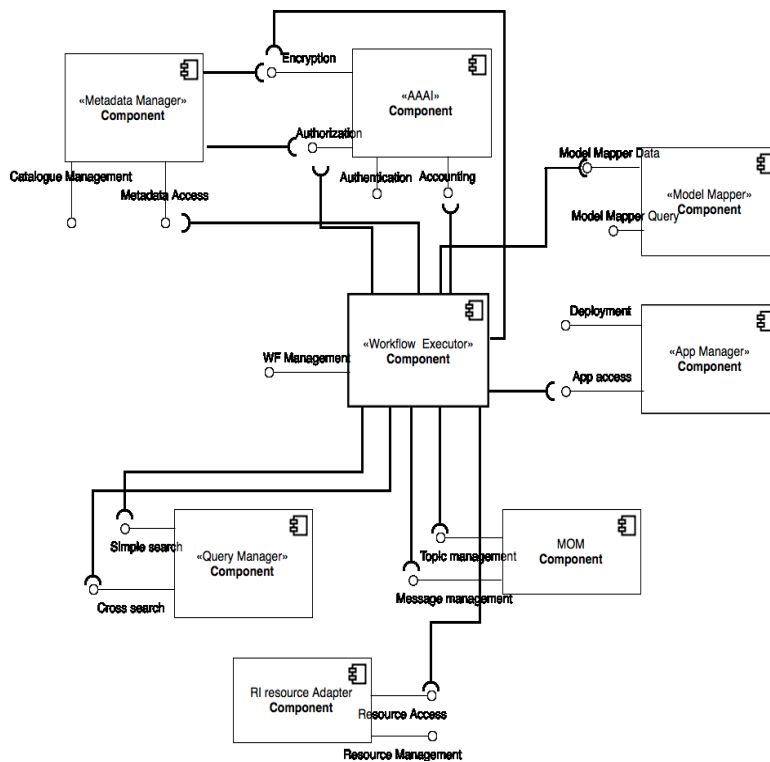 Encryption
«Metadata Manager»
Component
«AAAI»
Component
Authorization
Model Mapper Data
Catalogue Management
Metadata Access
Authentication
Accounting
«Model Mapper»
Component
Model Mapper Query
Deployment
«Workflow Executor»
Component
WF Management
«App Manager»
Component
App access
Simple search
«Query Manager»
Component
Cross search
MOM
Component
Topic management
Message management
RI resource Adapter
Component
Resource Access
Resource Management